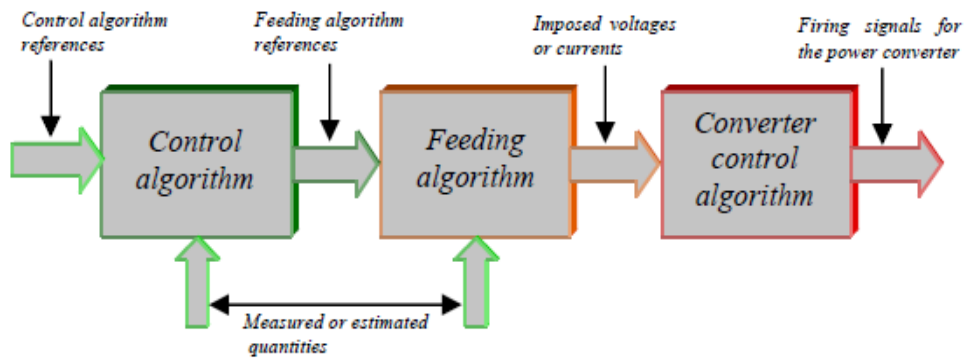 Control algorithm
references
Feeding algorithm
references
Imposed voltages
or currents
Firing signals for
the power converter
Control
algorithm
Feeding
algorithm
Converter
control
algorithm
Measured or estimated
quantities